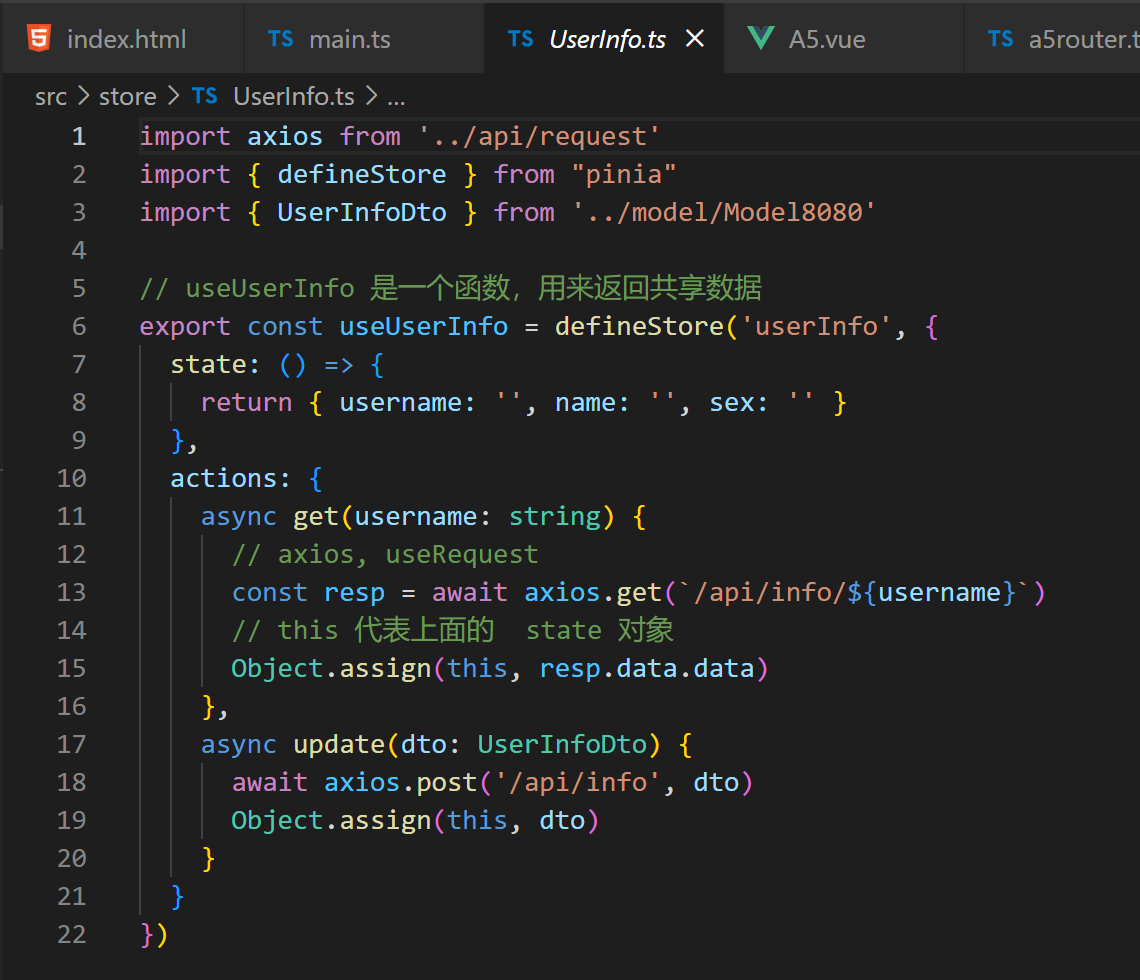 index.html TS main.ts TS UserInfo.ts × A5.vue TS a5router.t
src > store > TS UserInfo.ts > ...
1 import axios from '../api/request'
2 import { defineStore } from "pinia"
3 import { UserInfoDto } from '../model/Model8080'
4
5 // useUserInfo 是一个函数，用来返回共享数据
6 export const useUserInfo = defineStore('userInfo', {
7   state: () => {
8     return { username: '', name: '', sex: '' }
9   },
10   actions: {
11     async get(username: string) {
12       // axios, useRequest
13       const resp = await axios.get(`/api/info/${username}`)
14       // this 代表上面的  state 对象
15       Object.assign(this, resp.data.data)
16     },
17     async update(dto: UserInfoDto) {
18       await axios.post('/api/info', dto)
19       Object.assign(this, dto)
20     }
21   }
22 })